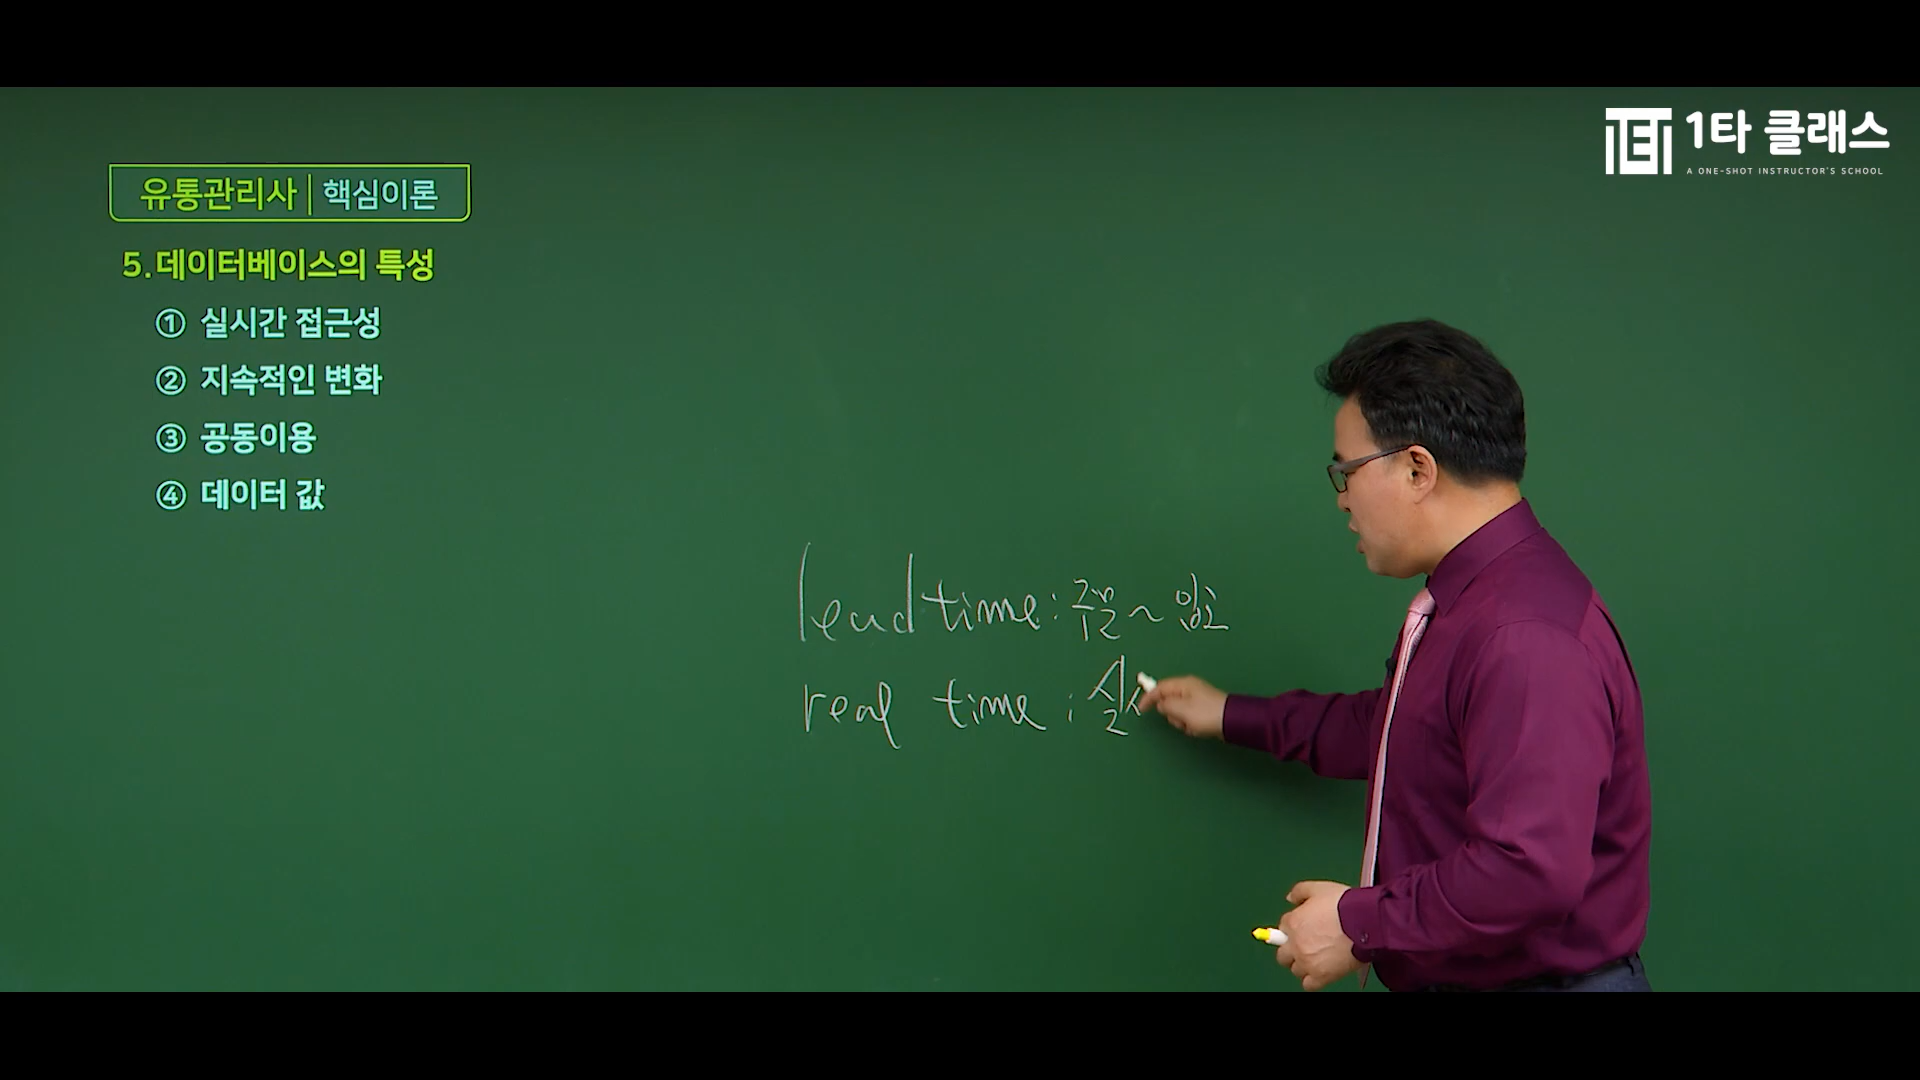 1타 클래스
A ONE-SHOT INSTRUCTOR'S SCHOOL
유통관리사 | 핵심이론
5. 데이터베이스의 특성
① 실시간 접근성
② 지속적인 변화
③ 공동이용
④ 데이터 값
lead time : 주문 ~ 입고
real time : 실시